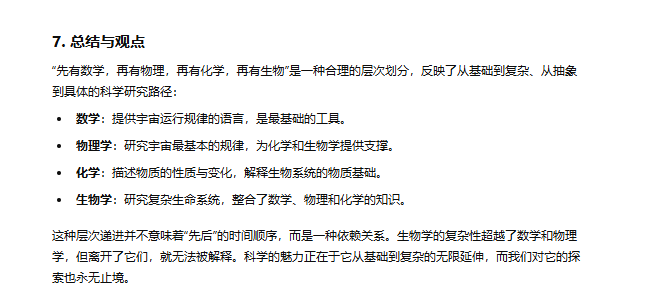 7. 总结与观点
“先有数学，再有物理，再有化学，再有生物”是一种合理的层次划分，反映了从基础到复杂、从抽象
到具体的科学研究路径：
• 数学：提供宇宙运行规律的语言，是最基础的工具。
• 物理学：研究宇宙最基本的规律，为化学和生物学提供支撑。
• 化学：描述物质的性质与变化，解释生物系统的物质基础。
• 生物学：研究复杂生命系统，整合了数学、物理和化学的知识。
这种层次递进并不意味着“先后”的时间顺序，而是一种依赖关系。生物学的复杂性超越了数学和物理
学，但离开了它们，就无法被解释。科学的魅力正在于它从基础到复杂的无限延伸，而我们对它的探
索也永无止境。